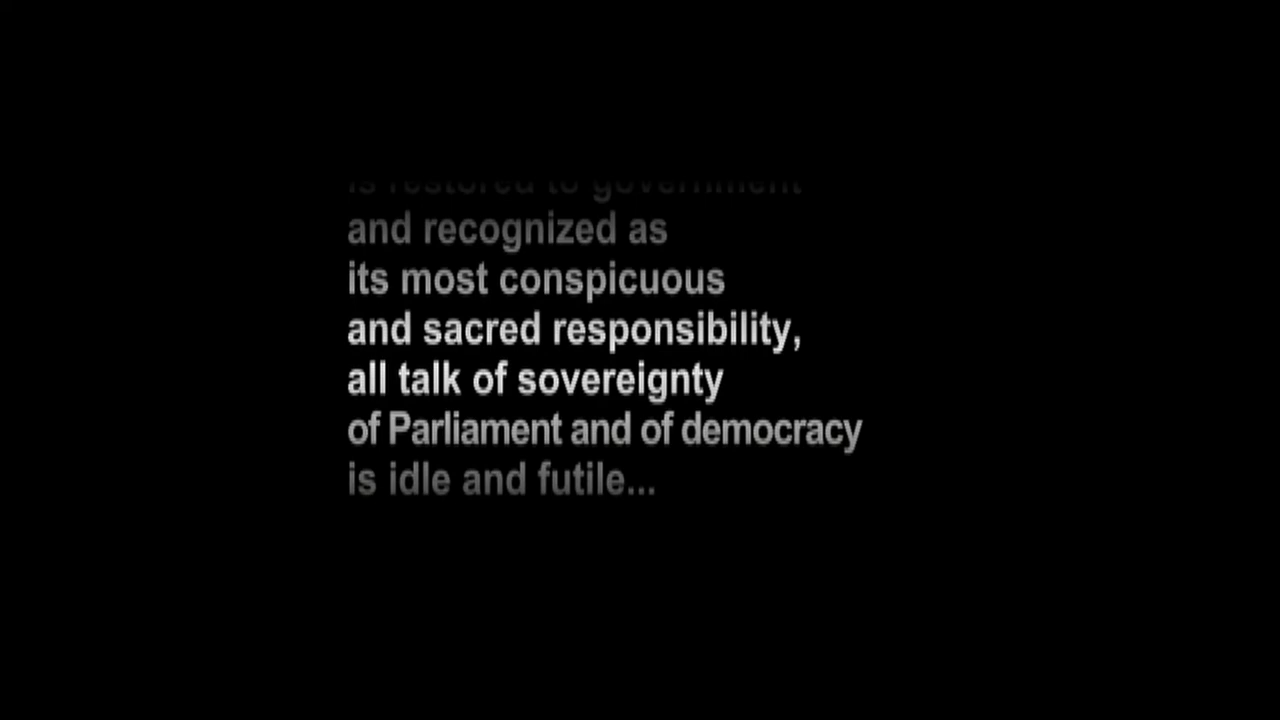 is restored to government
and recognized as
its most conspicuous
and sacred responsibility,
all talk of sovereignty
of Parliament and of democracy
is idle and futile...